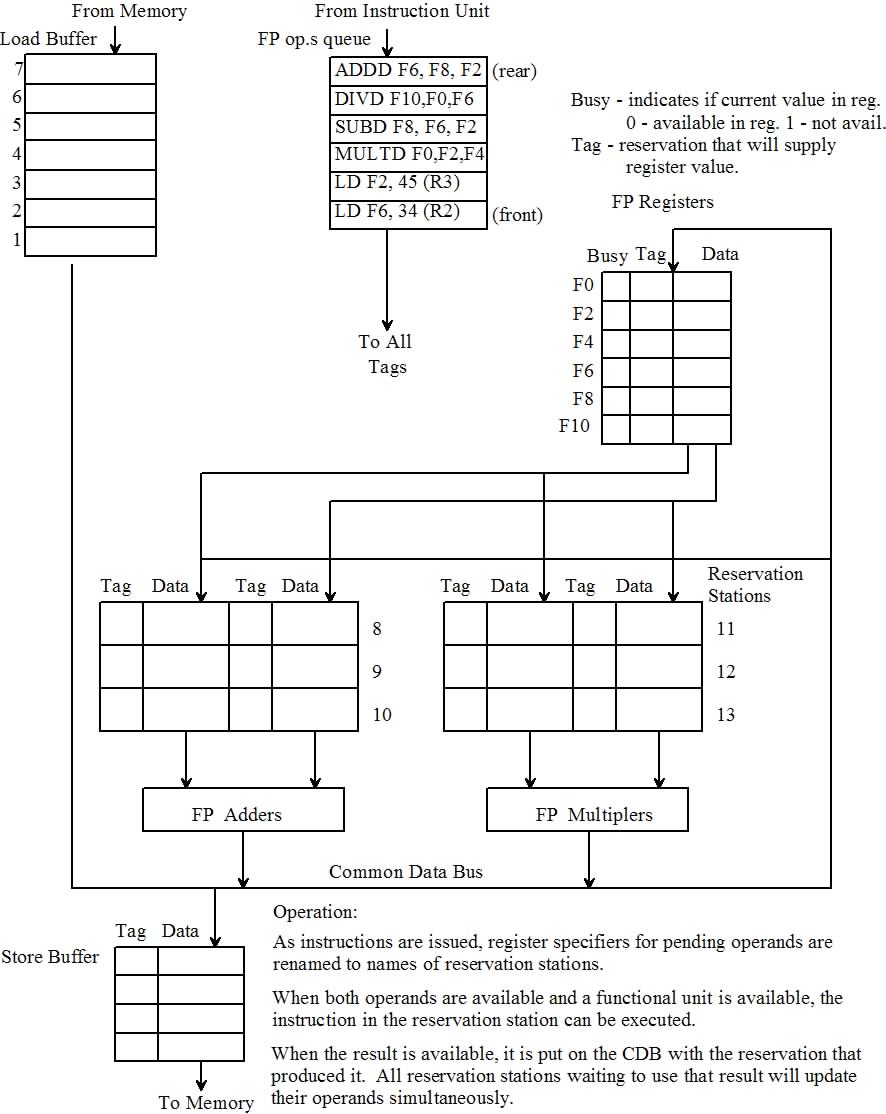 From Memory
From Instruction Unit
Load Buffer
FP op.s queue
7
6
5
4
3
2
1
ADDD F6, F8, F2 (rear)
DIVD F10,F0,F6
SUBD F8, F6, F2
MULTD F0,F2,F4
LD F2, 45 (R3)
LD F6, 34 (R2) (front)
To All
Tags
Busy - indicates if current value in reg.
0 - available in reg. 1 - not avail.
Tag - reservation that will supply
register value.
FP Registers
Busy Tag Data
F0
F2
F4
F6
F8
F10
Tag Data Tag Data
8
9
10
Tag Data Tag Data
Reservation
Stations
11
12
13
FP Adders
FP Multiplers
Common Data Bus
Tag Data
Store Buffer
To Memory
Operation:
As instructions are issued, register specifiers for pending operands are
renamed to names of reservation stations.
When both operands are available and a functional unit is available, the
instruction in the reservation station can be executed.
When the result is available, it is put on the CDB with the reservation that
produced it. All reservation stations waiting to use that result will update
their operands simultaneously.